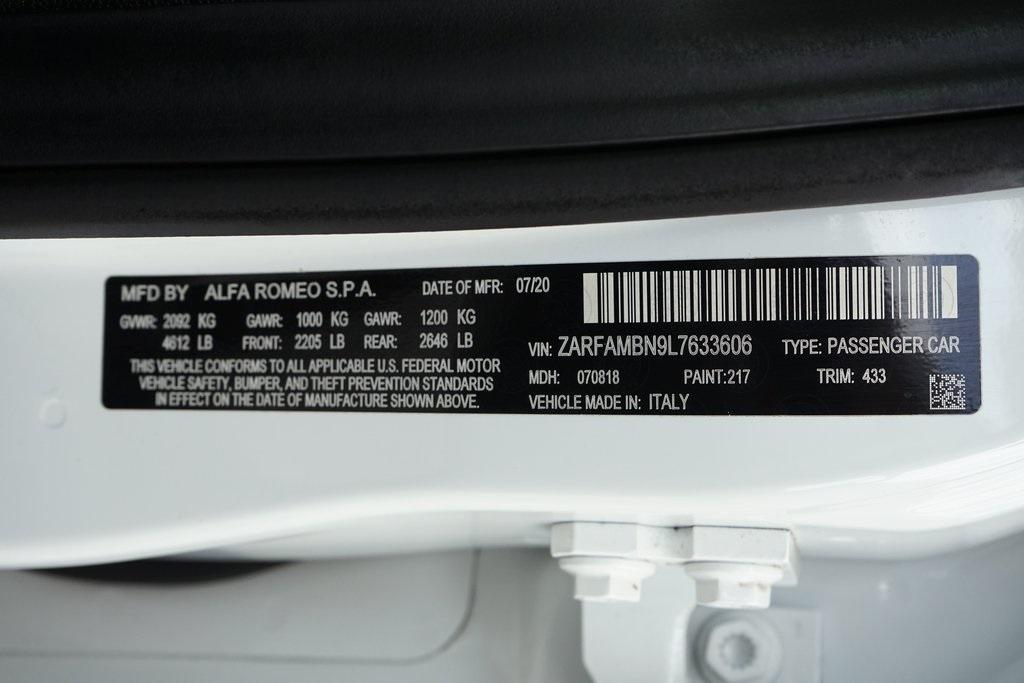 MFD BY ALFA ROMEO S.P.A. DATE OF MFR: 07/20
GVWR: 2092 KG GAWR: 1000 KG GAWR: 1200 KG
4612 LB FRONT: 2205 LB REAR: 2646 LB
THIS VEHICLE CONFORMS TO ALL APPLICABLE U.S. FEDERAL MOTOR
VEHICLE SAFETY, BUMPER, AND THEFT PREVENTION STANDARDS
IN EFFECT ON THE DATE OF MANUFACTURE SHOWN ABOVE.
VIN: ZARFAMBN9L7633606 TYPE: PASSENGER CAR
MDH: 070818 PAINT:217 TRIM: 433
VEHICLE MADE IN: ITALY